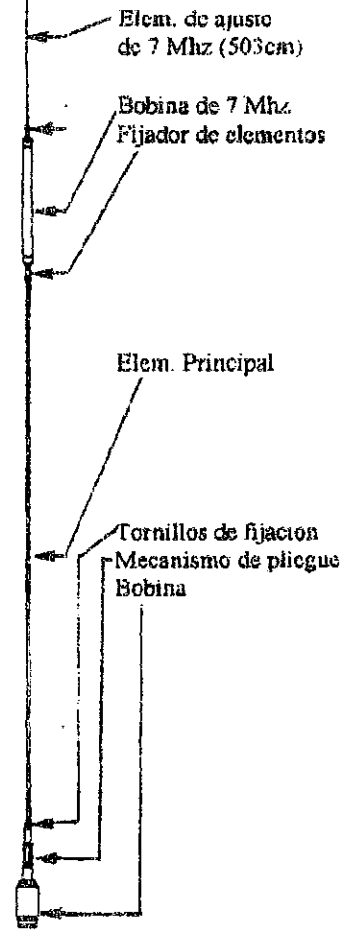 Elem. de ajuste
de 7 Mhz (503cm)
Bobina de 7 Mhz
Fijador de elementos
Elem. Principal
Tornillos de fijacion
Mecanismo de pliegue
Bobina